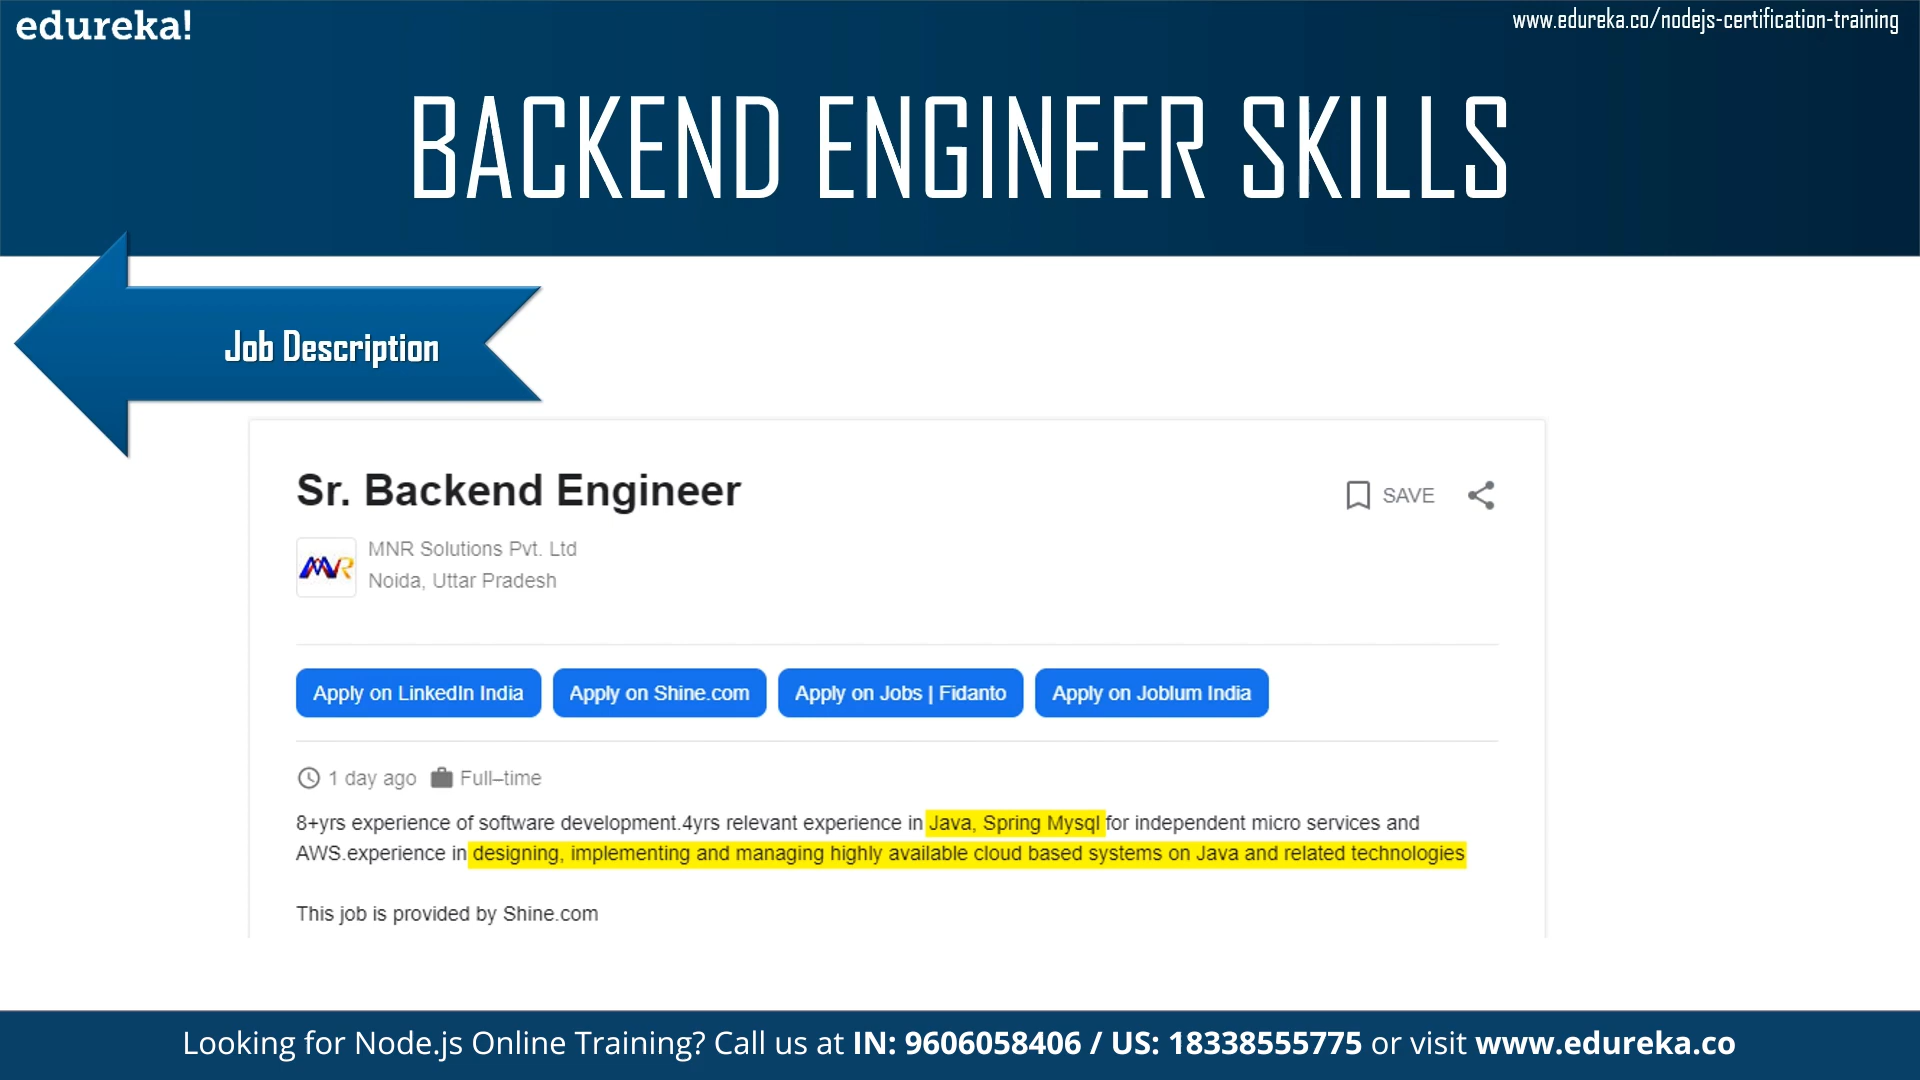 edureka!
www.edureka.co/nodejs-certification-training
BACKEND ENGINEER SKILLS
Job Description
Sr. Backend Engineer
SAVE
MNR
MNR Solutions Pvt. Ltd
Noida, Uttar Pradesh
Apply on LinkedIn India
Apply on Shine.com
Apply on Jobs | Fidanto
Apply on Joblum India
1 day ago
Full–time
8+yrs experience of software development.4yrs relevant experience in Java, Spring Mysql for independent micro services and
AWS.experience in designing, implementing and managing highly available cloud based systems on Java and related technologies
This job is provided by Shine.com
Looking for Node.js Online Training? Call us at IN: 9606058406 / US: 18338555775 or visit www.edureka.co